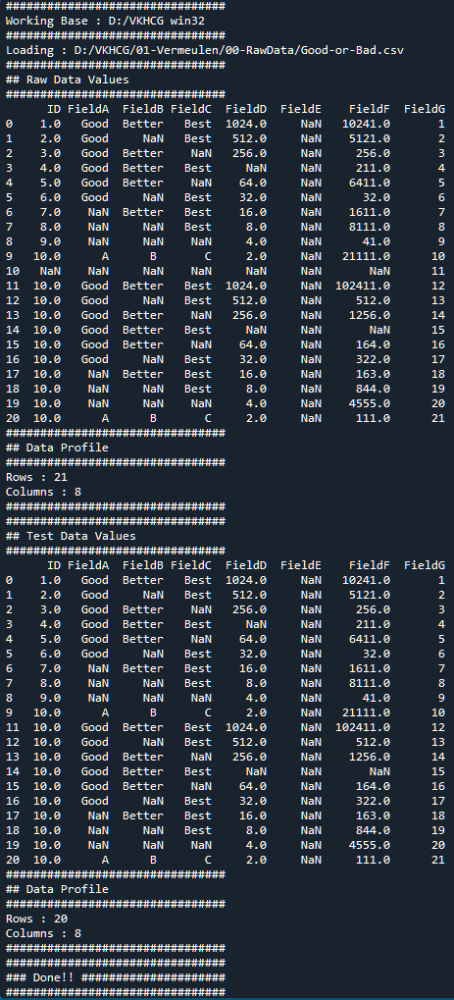 ################################
Working Base : D:/VKHCG win32
################################
Loading : D:/VKHCG/01-Vermeulen/00-RawData/Good-or-Bad.csv
################################
## Raw Data Values
################################
      ID FieldA  FieldB FieldC  FieldD  FieldE    FieldF  FieldG
0    1.0   Good  Better   Best  1024.0     NaN   10241.0       1
1    2.0   Good     NaN   Best   512.0     NaN    5121.0       2
2    3.0   Good  Better    NaN   256.0     NaN     256.0       3
3    4.0   Good  Better   Best     NaN     NaN     211.0       4
4    5.0   Good  Better    NaN    64.0     NaN    6411.0       5
5    6.0   Good     NaN   Best    32.0     NaN      32.0       6
6    7.0    NaN  Better   Best    16.0     NaN    1611.0       7
7    8.0    NaN     NaN   Best     8.0     NaN    8111.0       8
8    9.0    NaN     NaN    NaN     4.0     NaN      41.0       9
9   10.0      A       B      C     2.0     NaN   21111.0      10
10   NaN    NaN     NaN    NaN     NaN     NaN       NaN      11
11  10.0   Good  Better   Best  1024.0     NaN  102411.0      12
12  10.0   Good     NaN   Best   512.0     NaN     512.0      13
13  10.0   Good  Better    NaN   256.0     NaN    1256.0      14
14  10.0   Good  Better   Best     NaN     NaN       NaN      15
15  10.0   Good  Better    NaN    64.0     NaN     164.0      16
16  10.0   Good     NaN   Best    32.0     NaN     322.0      17
17  10.0    NaN  Better   Best    16.0     NaN     163.0      18
18  10.0    NaN     NaN   Best     8.0     NaN     844.0      19
19  10.0    NaN     NaN    NaN     4.0     NaN    4555.0      20
20  10.0      A       B      C     2.0     NaN     111.0      21
################################
## Data Profile
################################
Rows : 21
Columns : 8
################################
################################
## Test Data Values
################################
      ID FieldA  FieldB FieldC  FieldD  FieldE    FieldF  FieldG
0    1.0   Good  Better   Best  1024.0     NaN   10241.0       1
1    2.0   Good     NaN   Best   512.0     NaN    5121.0       2
2    3.0   Good  Better    NaN   256.0     NaN     256.0       3
3    4.0   Good  Better   Best     NaN     NaN     211.0       4
4    5.0   Good  Better    NaN    64.0     NaN    6411.0       5
5    6.0   Good     NaN   Best    32.0     NaN      32.0       6
6    7.0    NaN  Better   Best    16.0     NaN    1611.0       7
7    8.0    NaN     NaN   Best     8.0     NaN    8111.0       8
8    9.0    NaN     NaN    NaN     4.0     NaN      41.0       9
9   10.0      A       B      C     2.0     NaN   21111.0      10
11  10.0   Good  Better   Best  1024.0     NaN  102411.0      12
12  10.0   Good     NaN   Best   512.0     NaN     512.0      13
13  10.0   Good  Better    NaN   256.0     NaN    1256.0      14
14  10.0   Good  Better   Best     NaN     NaN       NaN      15
15  10.0   Good  Better    NaN    64.0     NaN     164.0      16
16  10.0   Good     NaN   Best    32.0     NaN     322.0      17
17  10.0    NaN  Better   Best    16.0     NaN     163.0      18
18  10.0    NaN     NaN   Best     8.0     NaN     844.0      19
19  10.0    NaN     NaN    NaN     4.0     NaN    4555.0      20
20  10.0      A       B      C     2.0     NaN     111.0      21
################################
## Data Profile
################################
Rows : 20
Columns : 8
################################
################################
### Done!! #####################
################################